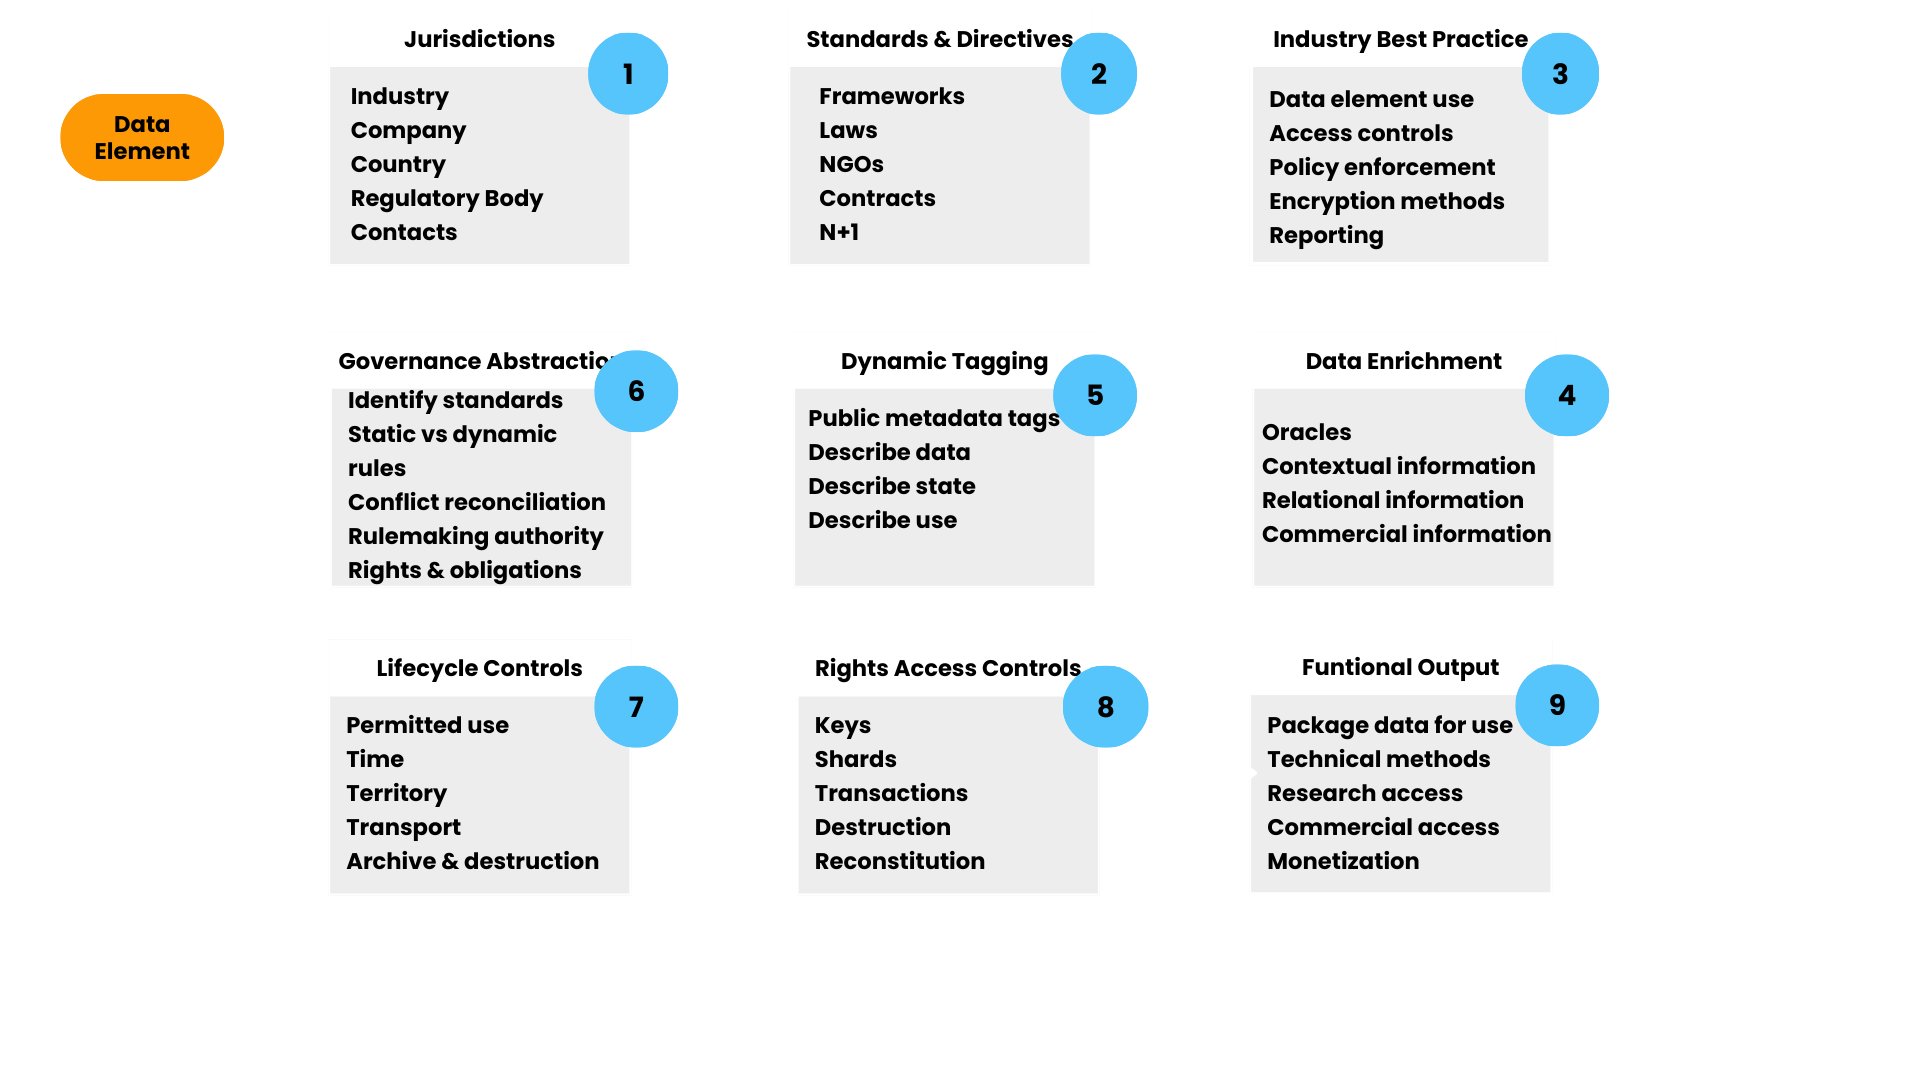 Data
Element
Jurisdictions
1
Industry
Company
Country
Regulatory Body
Contacts
Standards & Directives
2
Frameworks
Laws
NGOs
Contracts
N+1
Industry Best Practice
3
Data element use
Access controls
Policy enforcement
Encryption methods
Reporting
Governance Abstractio
6
Identify standards
Static vs dynamic
rules
Conflict reconciliation
Rulemaking authority
Rights & obligations
Dynamic Tagging
5
Public metadata tags
Describe data
Describe state
Describe use
Data Enrichment
4
Oracles
Contextual information
Relational information
Commercial information
Lifecycle Controls
7
Permitted use
Time
Territory
Transport
Archive & destruction
Rights Access Controls
8
Keys
Shards
Transactions
Destruction
Reconstitution
Funtional Output
9
Package data for use
Technical methods
Research access
Commercial access
Monetization